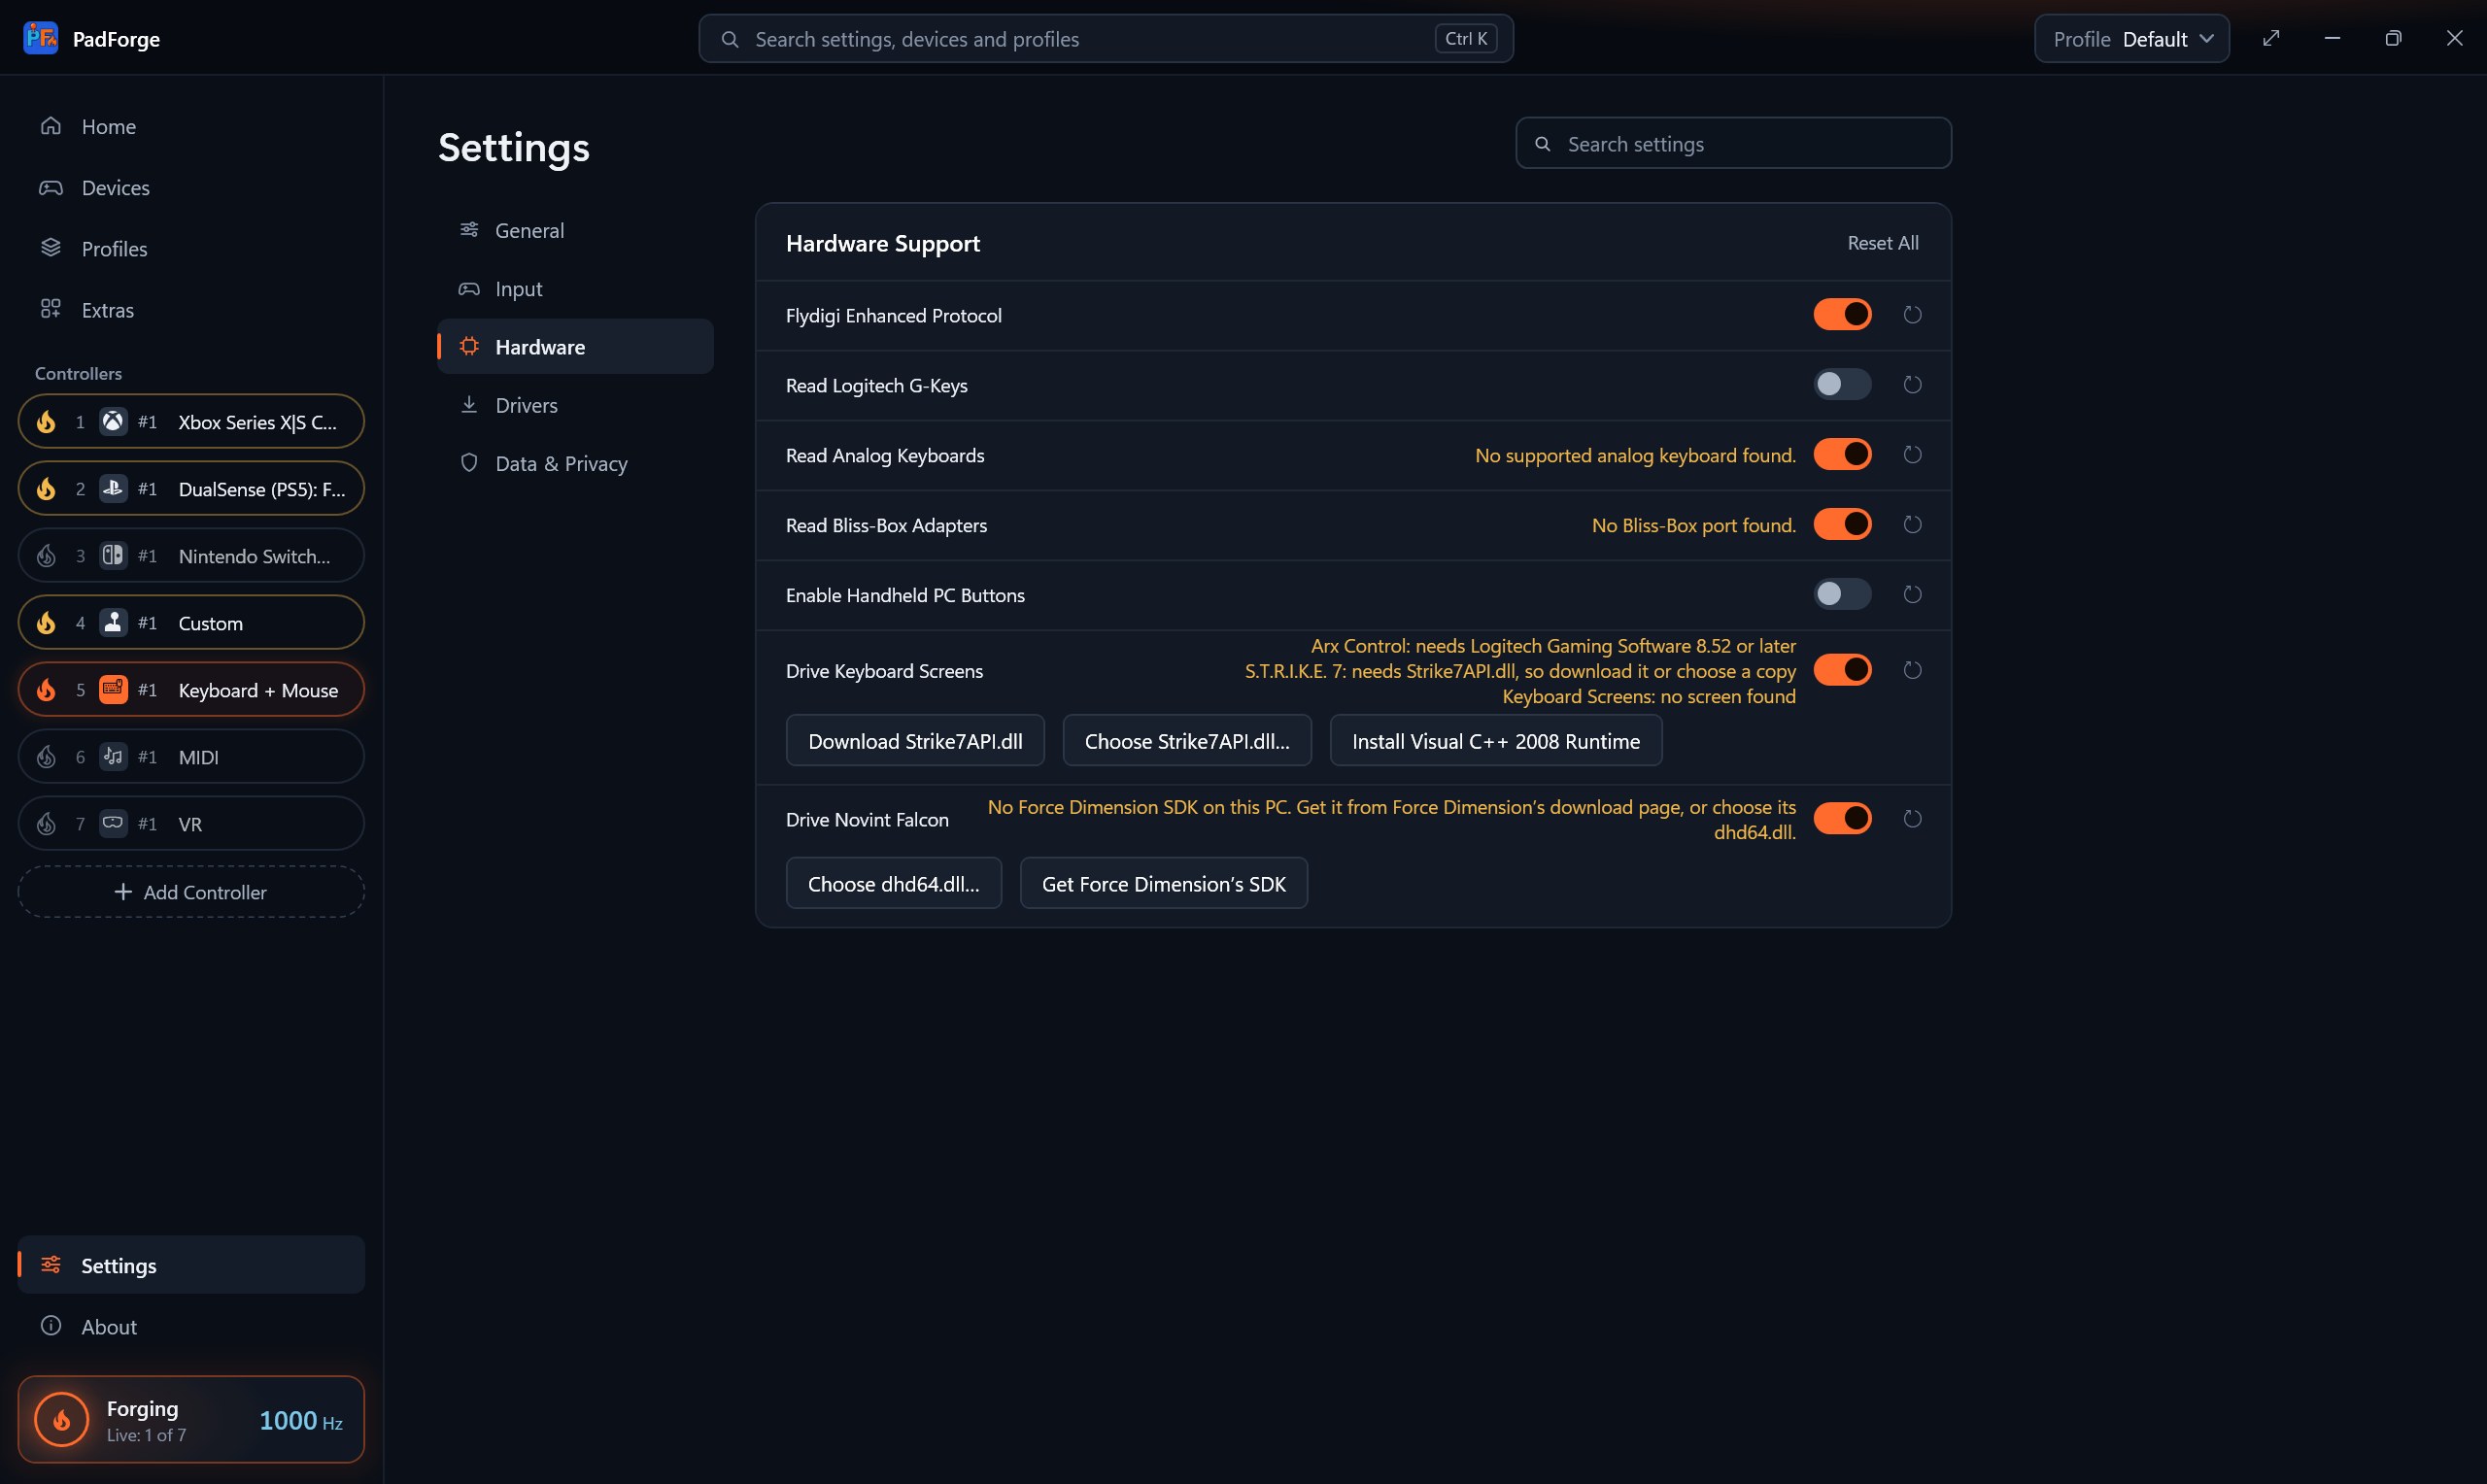 PadForge
Search settings, devices and profiles
Ctrl K
Profile Default
Home
Devices
Profiles
Extras
Controllers
1 #1 Xbox Series X|S C...
2 #1 DualSense (PS5): F...
3 #1 Nintendo Switch...
4 #1 Custom
5 #1 Keyboard + Mouse
6 #1 MIDI
7 #1 VR
+ Add Controller
Settings
About
Forging
Live: 1 of 7
1000 Hz
Settings
Search settings
General
Input
Hardware
Drivers
Data & Privacy
Hardware Support
Reset All
Flydigi Enhanced Protocol
Read Logitech G-Keys
Read Analog Keyboards
No supported analog keyboard found.
Read Bliss-Box Adapters
No Bliss-Box port found.
Enable Handheld PC Buttons
Drive Keyboard Screens
Arx Control: needs Logitech Gaming Software 8.52 or later
S.T.R.I.K.E. 7: needs Strike7API.dll, so download it or choose a copy
Keyboard Screens: no screen found
Download Strike7API.dll
Choose Strike7API.dll...
Install Visual C++ 2008 Runtime
Drive Novint Falcon
No Force Dimension SDK on this PC. Get it from Force Dimension’s download page, or choose its
dhd64.dll.
Choose dhd64.dll...
Get Force Dimension’s SDK